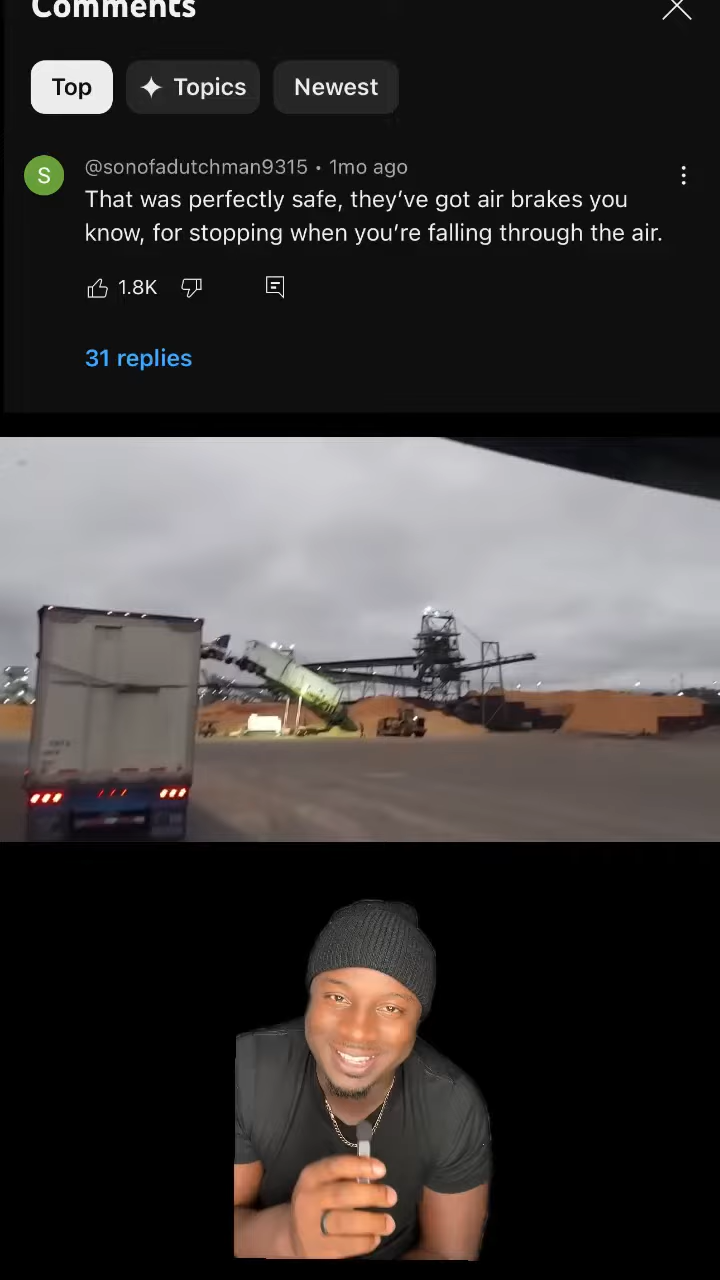 Comments
Top
Topics
Newest
S
@sonofadutchman9315 • 1mo ago
That was perfectly safe, they’ve got air brakes you
know, for stopping when you’re falling through the air.
1.8K
31 replies